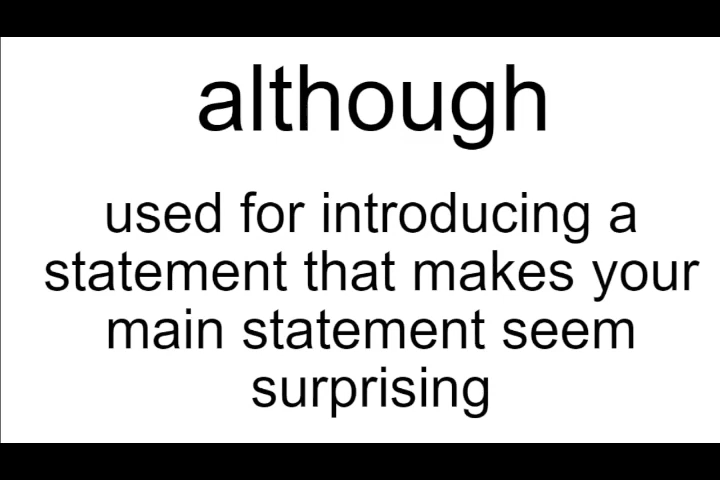 although
used for introducing a
statement that makes your
main statement seem
surprising